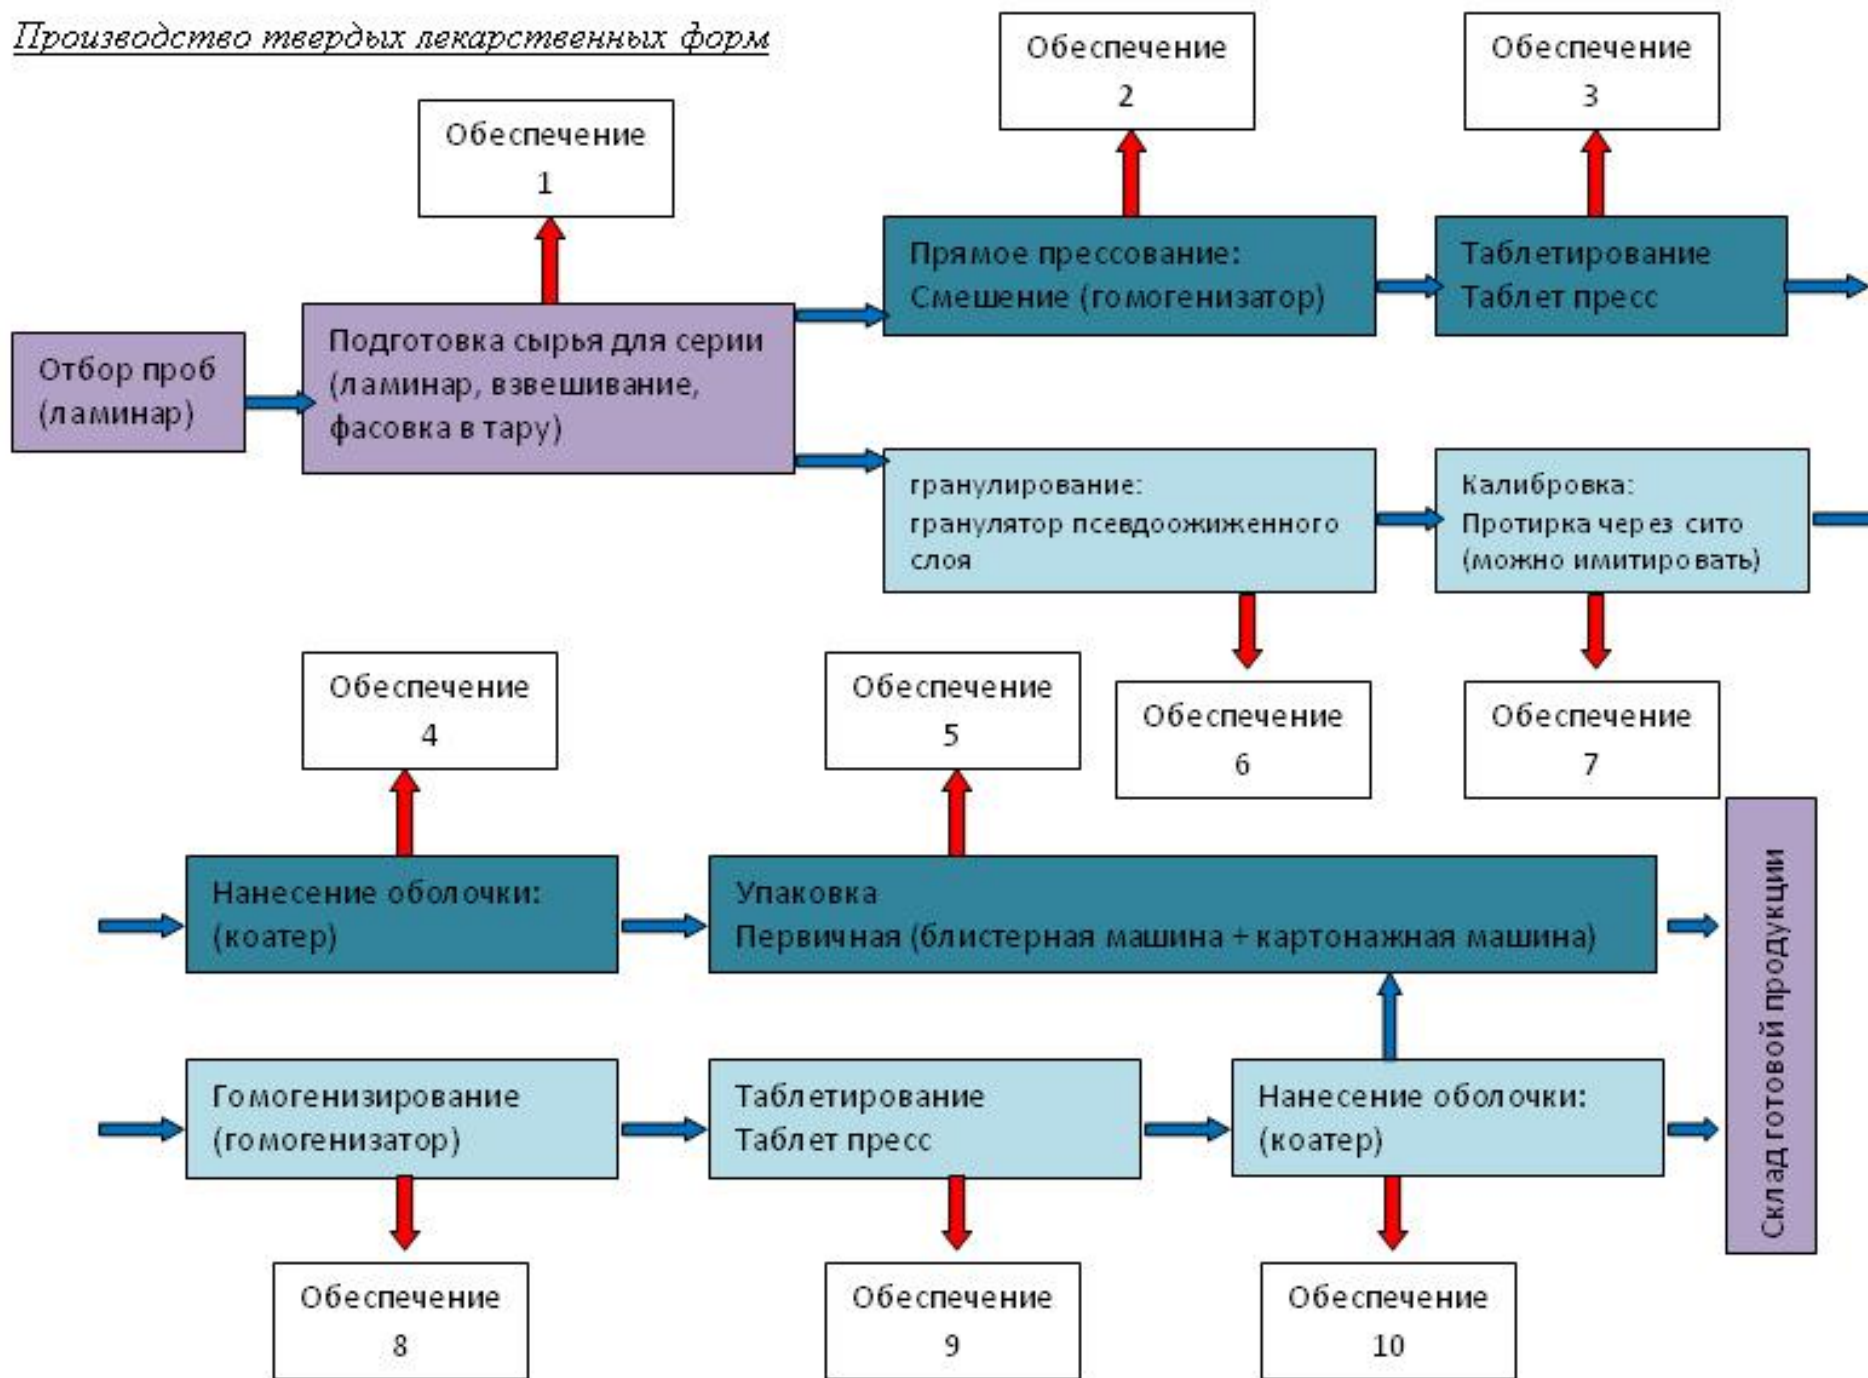 Производство твердых лекарственных форм
Обеспечение
2
Обеспечение
3
Обеспечение
1
Прямое прессование:
Смешение (гомогенизатор)
Таблетирование
Таблет пресс
Отбор проб
(ламинар)
Подготовка сырья для серии
(ламинар, взвешивание,
фасовка в тару)
гранулирование:
гранулятор псевдоожиженного
слоя
Калибровка:
Протирка через сито
(можно имитировать)
Обеспечение
4
Обеспечение
5
Обеспечение
6
Обеспечение
7
Нанесение оболочки:
(коатер)
Упаковка
Первичная (блистерная машина + картонажная машина)
Склад готовой продукции
Гомогенизирование
(гомогенизатор)
Таблетирование
Таблет пресс
Нанесение оболочки:
(коатер)
Обеспечение
8
Обеспечение
9
Обеспечение
10